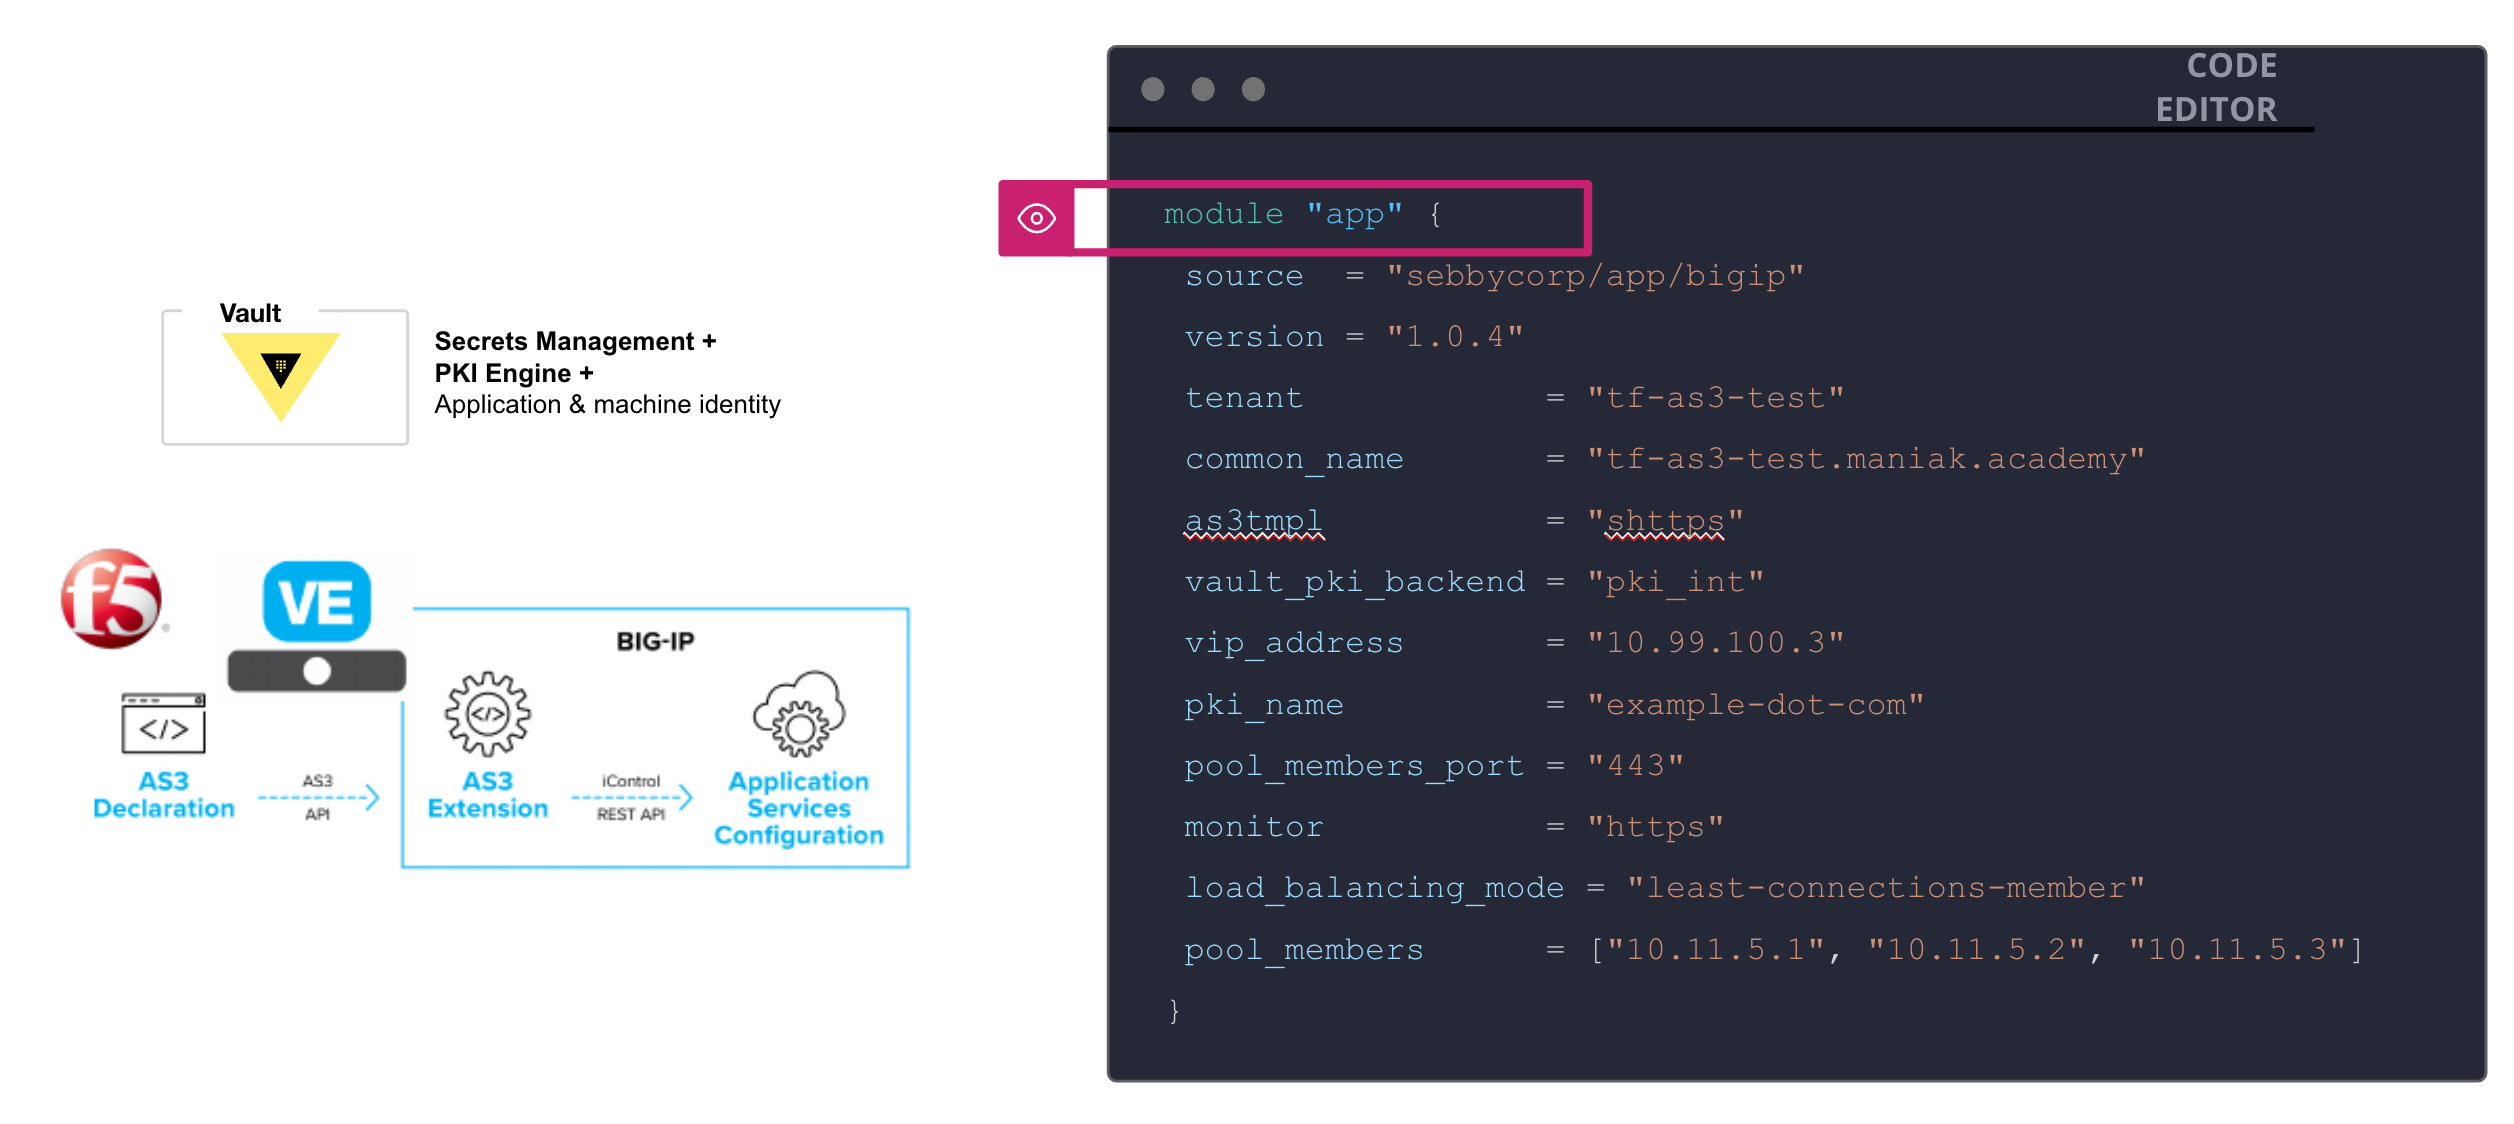 Vault
Secrets Management +
PKI Engine +
Application & machine identity
f5
VE
BIG-IP
</>
</>
AS3
Declaration
AS3
API
AS3
Extension
iControl
REST API
Application
Services
Configuration
CODE
EDITOR
module "app" {
source = "sebbycorp/app/bigip"
version = "1.0.4"
tenant = "tf-as3-test"
common_name = "tf-as3-test.maniak.academy"
as3tmpl = "shttps"
vault_pki_backend = "pki_int"
vip_address = "10.99.100.3"
pki_name = "example-dot-com"
pool_members_port = "443"
monitor = "https"
load_balancing_mode = "least-connections-member"
pool_members = ["10.11.5.1", "10.11.5.2", "10.11.5.3"]
}